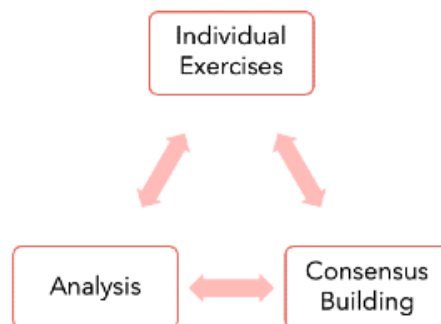 Individual
Exercises
Analysis
Consensus
Building